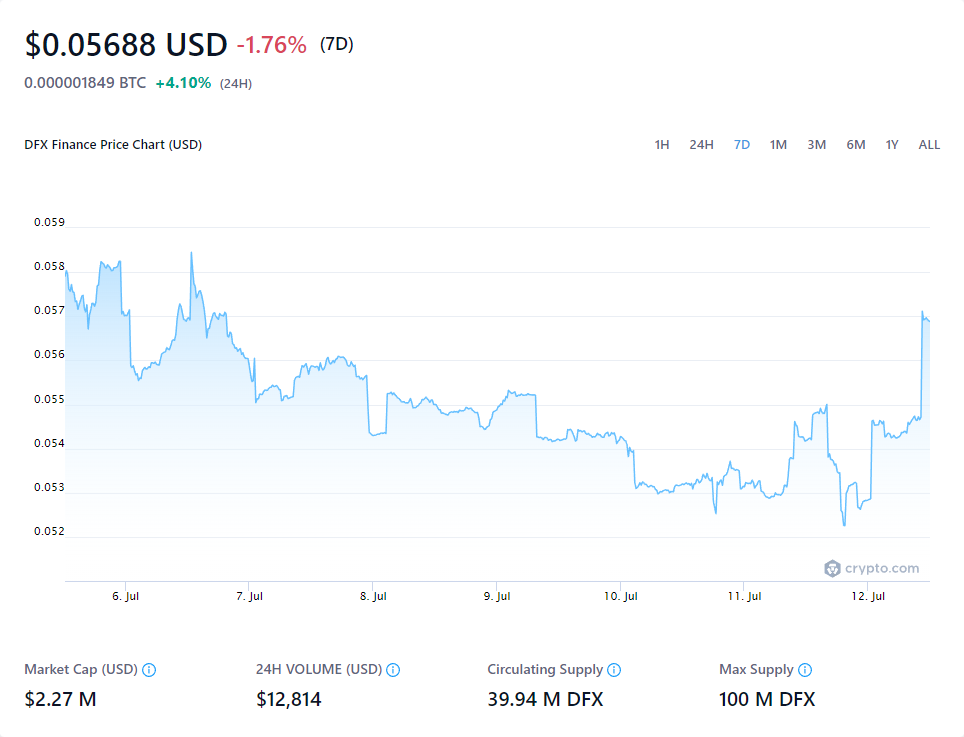 $0.05688 USD -1.76% (7D)
0.000001849 BTC +4.10% (24H)
DFX Finance Price Chart (USD) 1H 24H 7D 1M 3M 6M 1Y ALL
0.059
0.058
0.057
0.056
0.055
0.054
0.053
0.052
crypto.com
6. Jul 7. Jul 8. Jul 9. Jul 10. Jul 11. Jul 12. Jul
Market Cap (USD) 24H VOLUME (USD) Circulating Supply Max Supply
$2.27 M $12,814 39.94 M DFX 100 M DFX